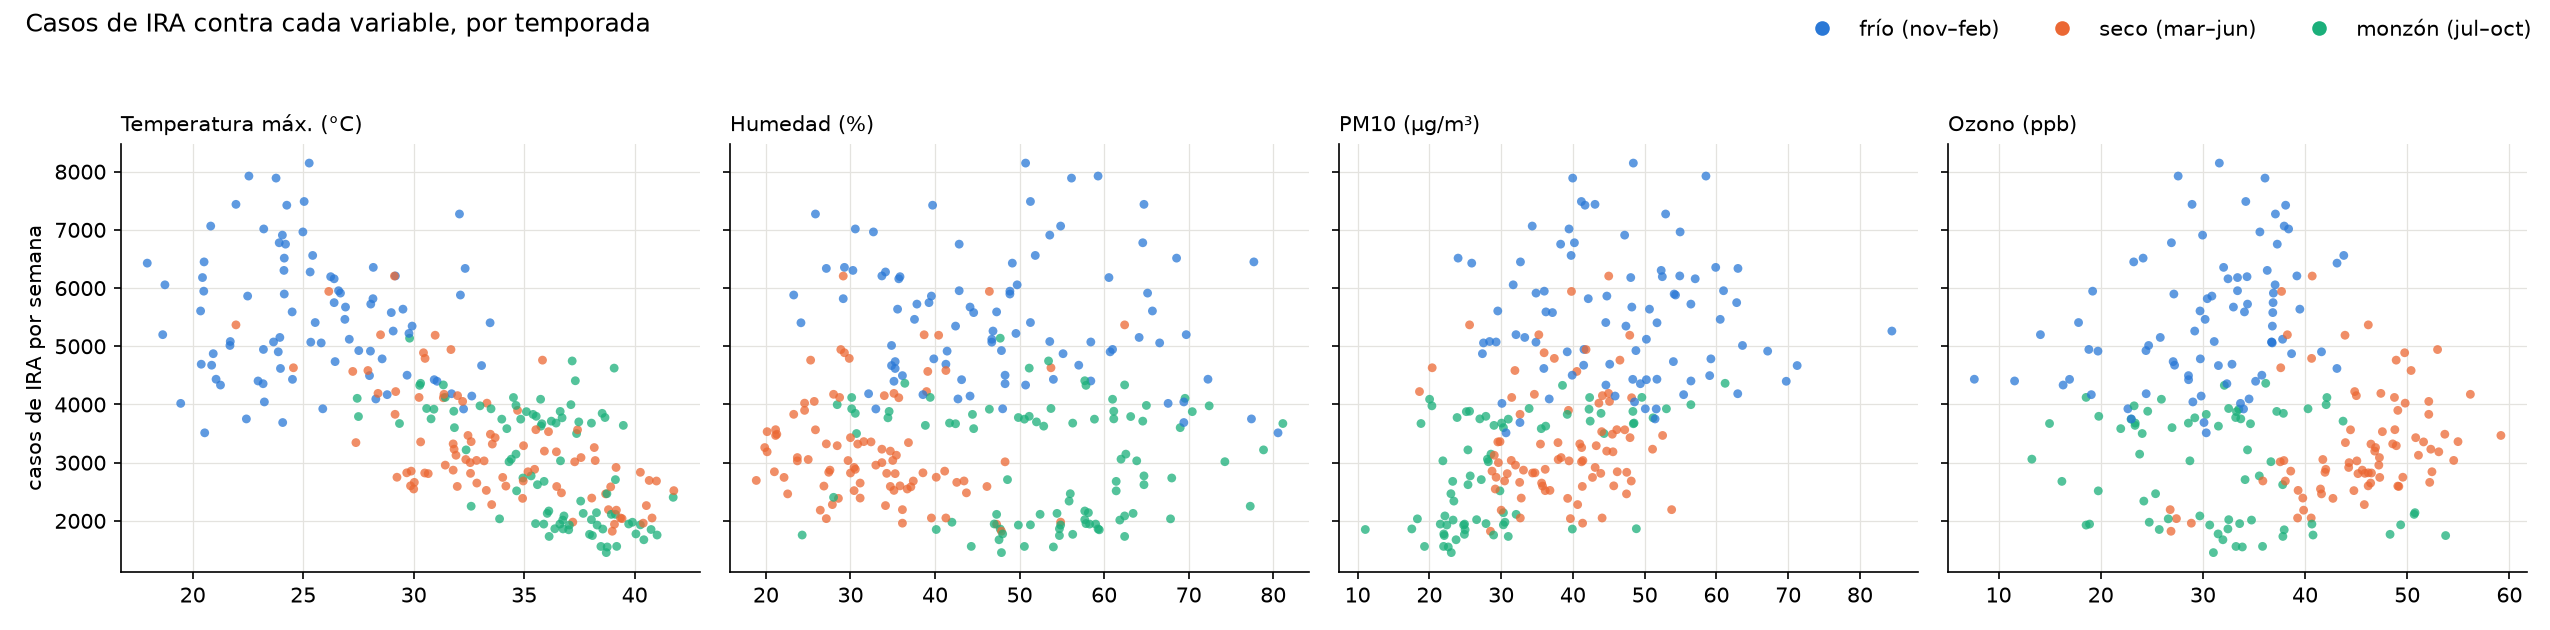 Casos de IRA contra cada variable, por temporada
frío (nov–feb)
seco (mar–jun)
monzón (jul–oct)
Temperatura máx. (°C)
Humedad (%)
PM10 (µg/m³)
Ozono (ppb)
casos de IRA por semana
8000
7000
6000
5000
4000
3000
2000
20 25 30 35 40
20 30 40 50 60 70 80
10 20 30 40 50 60 70 80
10 20 30 40 50 60